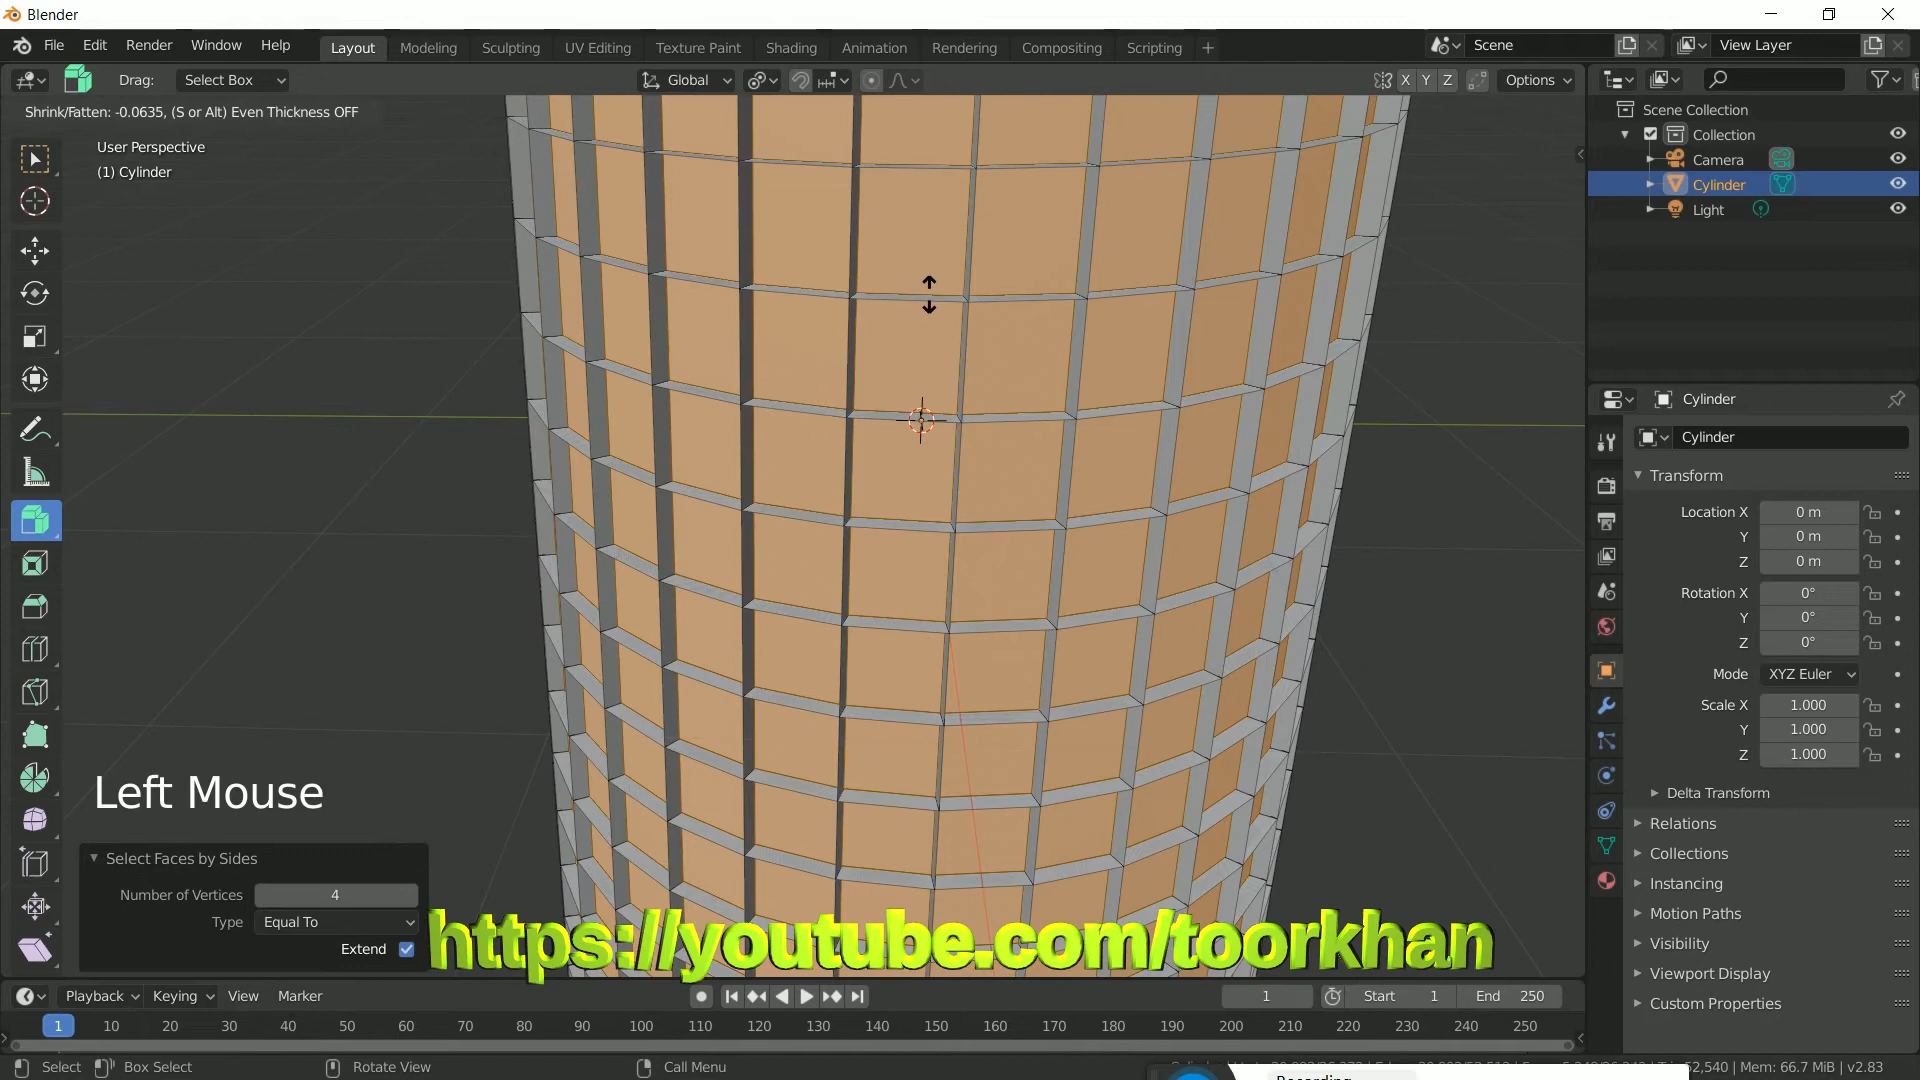 Blender
File Edit Render Window Help Layout Modeling Sculpting UV Editing Texture Paint Shading Animation Rendering Compositing Scripting + Scene View Layer
Drag: Select Box Global X Y Z Options
Shrink/Fatten: -0.0635, (S or Alt) Even Thickness OFF
User Perspective
(1) Cylinder
Scene Collection
Collection
Camera
Cylinder
Light
Cylinder
Cylinder
Transform
Location X 0 m
Y 0 m
Z 0 m
Rotation X 0°
Y 0°
Z 0°
Mode XYZ Euler
Scale X 1.000
Y 1.000
Z 1.000
Delta Transform
Relations
Collections
Instancing
Motion Paths
Visibility
Viewport Display
Custom Properties
Left Mouse
Select Faces by Sides
Number of Vertices 4
Type Equal To
Extend
https://youtube.com/toorkhan
Playback Keying View Marker 1 Start 1 End 250
1 10 20 30 40 50 60 70 80 90 100 110 120 130 140 150 160 170 180 190 200 210 220 230 240 250
Select Box Select Rotate View Call Menu
52,540 | Mem: 66.7 MiB | v2.83